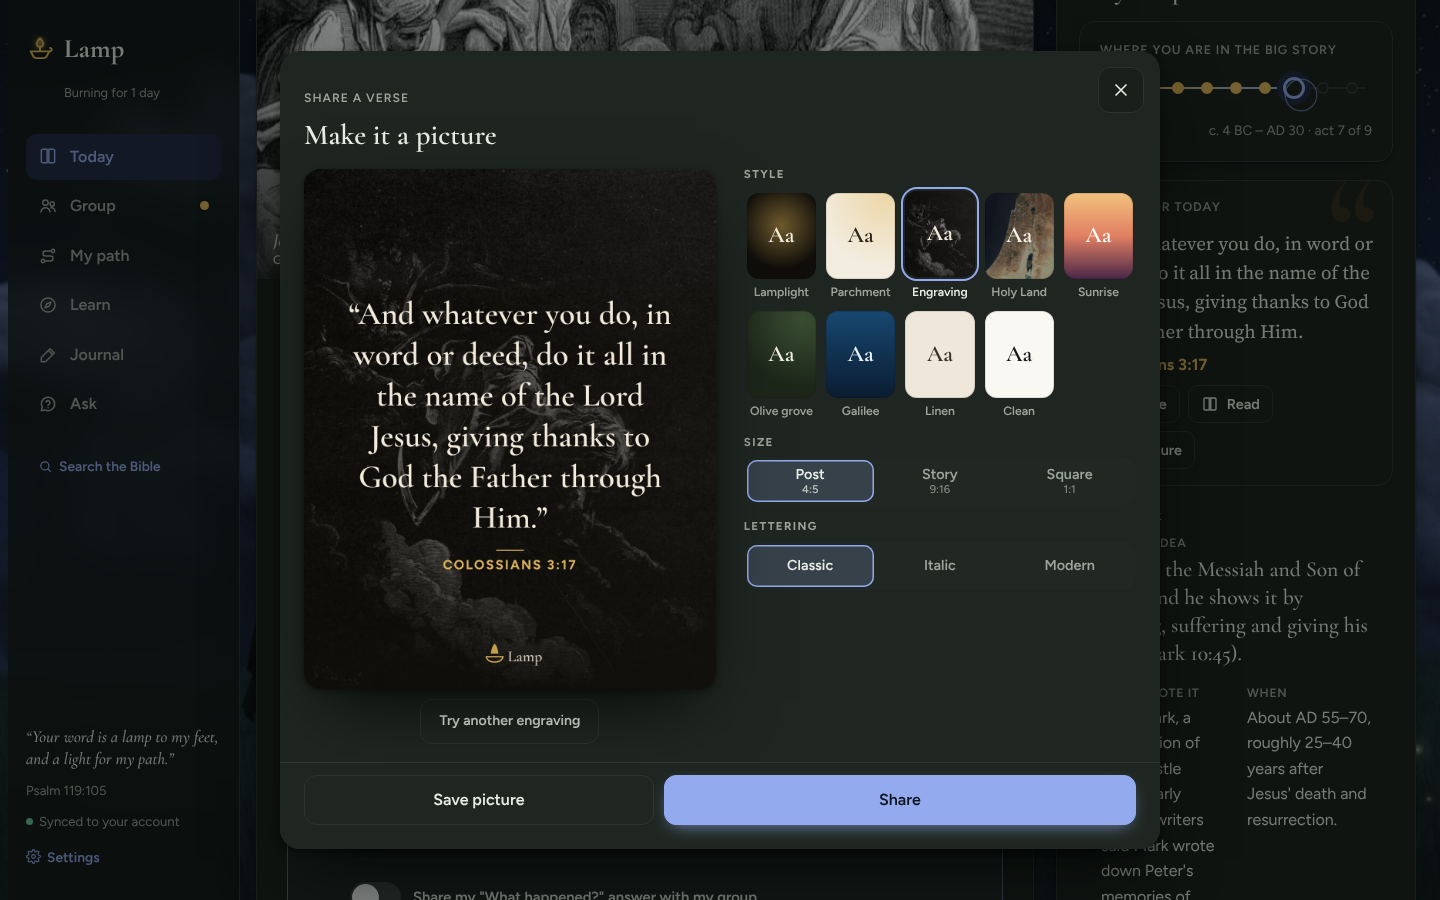 Lamp
Burning for 1 day
Today
Group
My path
Learn
Journal
Ask
Search the Bible
“Your word is a lamp to my feet,
and a light for my path.”
Psalm 119:105
Synced to your account
Settings
SHARE A VERSE
Make it a picture
“And whatever you do, in
word or deed, do it all in
the name of the Lord
Jesus, giving thanks to
God the Father through
Him.”
COLOSSIANS 3:17
Lamp
Try another engraving
STYLE
Aa Aa Aa Aa Aa
Lamplight Parchment Engraving Holy Land Sunrise
Aa Aa Aa Aa
Olive grove Galilee Linen Clean
SIZE
Post Story Square
4:5 9:16 1:1
LETTERING
Classic Italic Modern
Save picture
Share
Share my "What happened?" answer with my group
WHERE YOU ARE IN THE BIG STORY
c. 4 BC – AD 30 · act 7 of 9
TODAY
you do, in word or
it all in the name of the
giving thanks to God
through Him.
3:17
Read
the Messiah and Son of
he shows it by
suffering and giving his
10:45).
WHEN
About AD 55–70,
roughly 25–40
years after
Jesus' death and
resurrection.
a
of
writers
Mark wrote
down Peter's
memories of